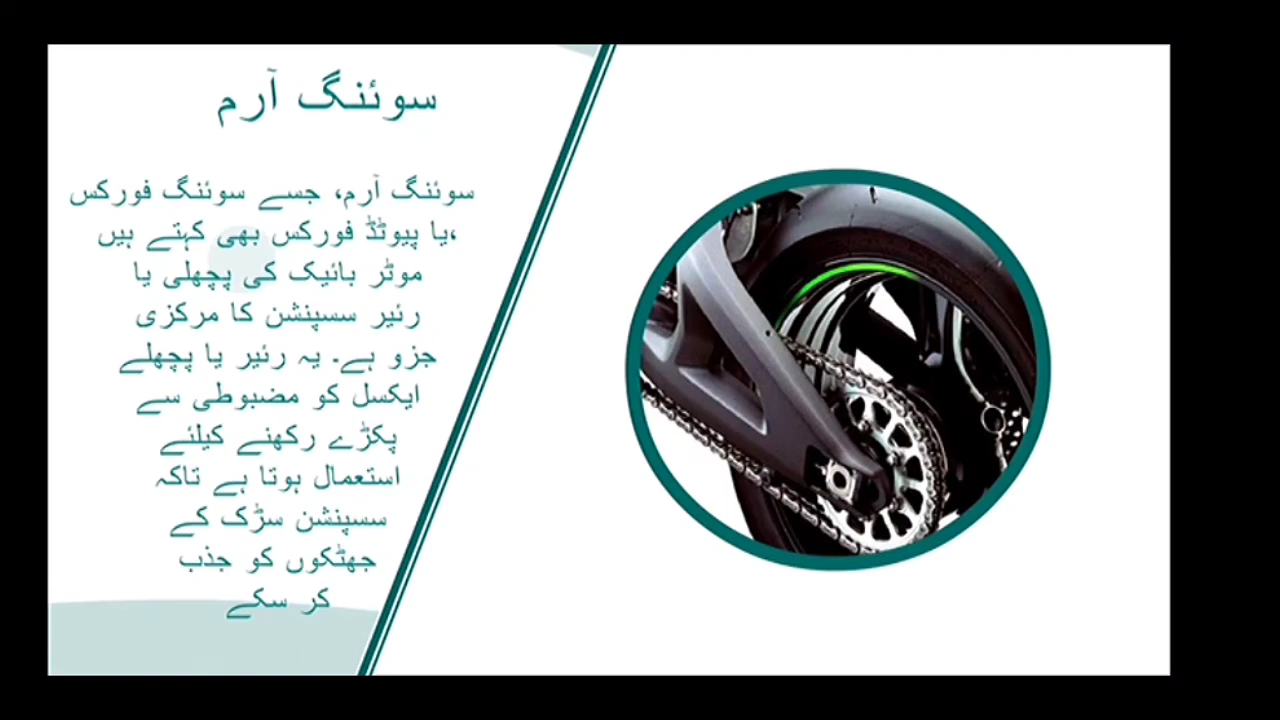 سوئنگ آرم
سوئنگ آرم، جسے سوئنگ فورکس
یا پیوٹڈ فورکس بھی کہتے ہیں،
موٹر بائیک کی پچھلی یا
رئیر سسپنشن کا مرکزی
جزو ہے۔ یہ رئیر یا پچھلے
ایکسل کو مضبوطی سے
پکڑے رکھنے کیلئے
استعمال ہوتا ہے تاکہ
سسپنشن سڑک کے
جھٹکوں کو جذب
کر سکے